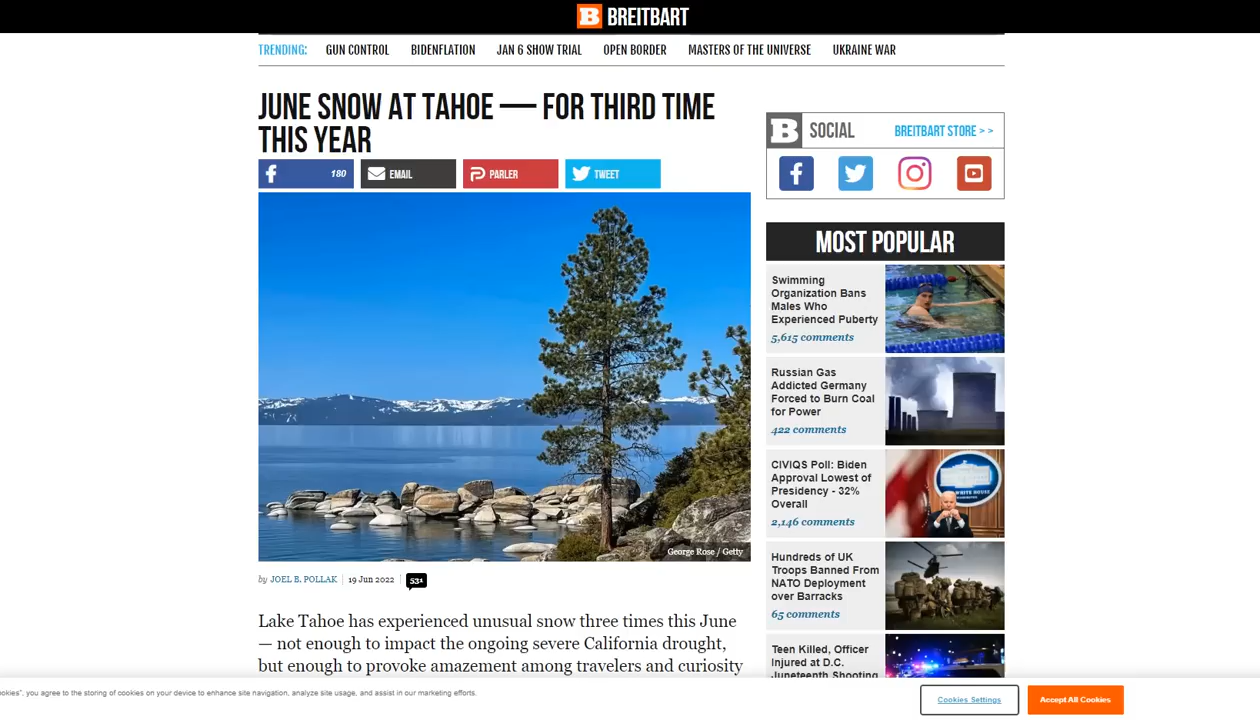 BREITBART
TRENDING: GUN CONTROL BIDENFLATION JAN 6 SHOW TRIAL OPEN BORDER MASTERS OF THE UNIVERSE UKRAINE WAR
JUNE SNOW AT TAHOE — FOR THIRD TIME
THIS YEAR
180 EMAIL PARLER TWEET
George Rose / Getty
by JOEL B. POLLAK 19 Jun 2022 531
Lake Tahoe has experienced unusual snow three times this June
— not enough to impact the ongoing severe California drought,
but enough to provoke amazement among travelers and curiosity
SOCIAL BREITBART STORE > >
MOST POPULAR
Swimming
Organization Bans
Males Who
Experienced Puberty
5,615 comments
Russian Gas
Addicted Germany
Forced to Burn Coal
for Power
422 comments
CIVIQS Poll: Biden
Approval Lowest of
Presidency - 32%
Overall
2,146 comments
Hundreds of UK
Troops Banned From
NATO Deployment
over Barracks
65 comments
Teen Killed, Officer
Injured at D.C.
Juneteenth Shooting
ookies", you agree to the storing of cookies on your device to enhance site navigation, analyze site usage, and assist in our marketing efforts.
Cookies Settings
Accept All Cookies